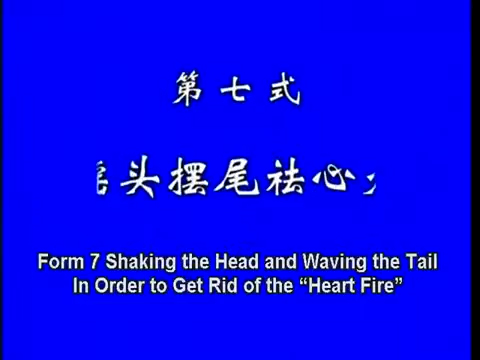 第七式
头摆尾祛心
Form 7 Shaking the Head and Waving the Tail
In Order to Get Rid of the “Heart Fire”